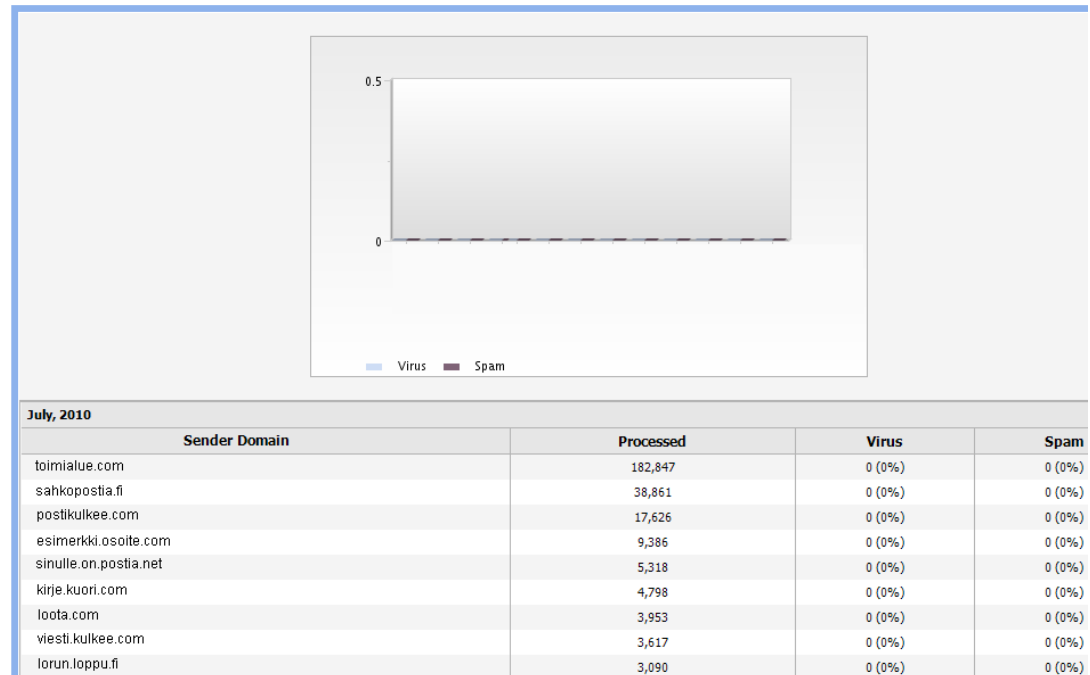 0.5
0
Virus Spam
July, 2010
Sender Domain Processed Virus Spam
toimialue.com 182,847 0 (0%) 0 (0%)
sahkopostia.fi 38,861 0 (0%) 0 (0%)
postikulkee.com 17,626 0 (0%) 0 (0%)
esimerkki.osoite.com 9,386 0 (0%) 0 (0%)
sinulle.on.postia.net 5,318 0 (0%) 0 (0%)
kirje.kuori.com 4,798 0 (0%) 0 (0%)
loota.com 3,953 0 (0%) 0 (0%)
viesti.kulkee.com 3,617 0 (0%) 0 (0%)
lorun.loppu.fi 3,090 0 (0%) 0 (0%)